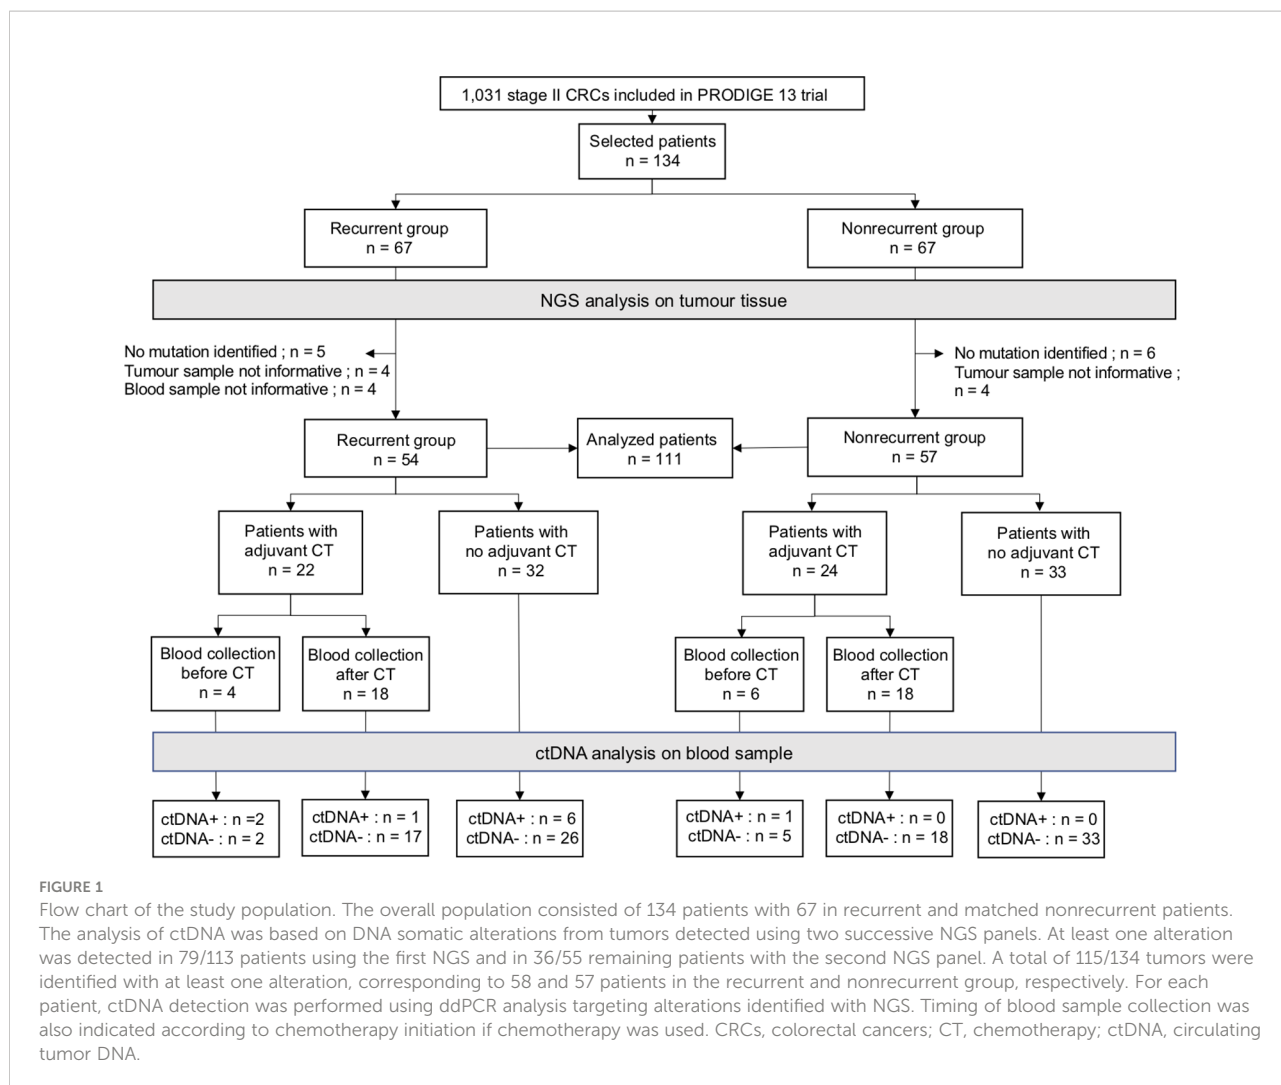 1,031 stage II CRCs included in PRODIGE 13 trial
Selected patients
n = 134
Recurrent group
n = 67
Nonrecurrent group
n = 67
NGS analysis on tumour tissue
No mutation identified ; n = 5
Tumour sample not informative ; n = 4
Blood sample not informative ; n = 4
No mutation identified ; n = 6
Tumour sample not informative ;
n = 4
Recurrent group
n = 54
Analyzed patients
n = 111
Nonrecurrent group
n = 57
Patients with
adjuvant CT
n = 22
Patients with
no adjuvant CT
n = 32
Patients with
adjuvant CT
n = 24
Patients with
no adjuvant CT
n = 33
Blood collection
before CT
n = 4
Blood collection
after CT
n = 18
Blood collection
before CT
n = 6
Blood collection
after CT
n = 18
ctDNA analysis on blood sample
ctDNA+ : n =2
ctDNA- : n = 2
ctDNA+ : n = 1
ctDNA- : n = 17
ctDNA+ : n = 6
ctDNA- : n = 26
ctDNA+ : n = 1
ctDNA- : n = 5
ctDNA+ : n = 0
ctDNA- : n = 18
ctDNA+ : n = 0
ctDNA- : n = 33
FIGURE 1
Flow chart of the study population. The overall population consisted of 134 patients with 67 in recurrent and matched nonrecurrent patients.
The analysis of ctDNA was based on DNA somatic alterations from tumors detected using two successive NGS panels. At least one alteration
was detected in 79/113 patients using the first NGS and in 36/55 remaining patients with the second NGS panel. A total of 115/134 tumors were
identified with at least one alteration, corresponding to 58 and 57 patients in the recurrent and nonrecurrent group, respectively. For each
patient, ctDNA detection was performed using ddPCR analysis targeting alterations identified with NGS. Timing of blood sample collection was
also indicated according to chemotherapy initiation if chemotherapy was used. CRCs, colorectal cancers; CT, chemotherapy; ctDNA, circulating
tumor DNA.